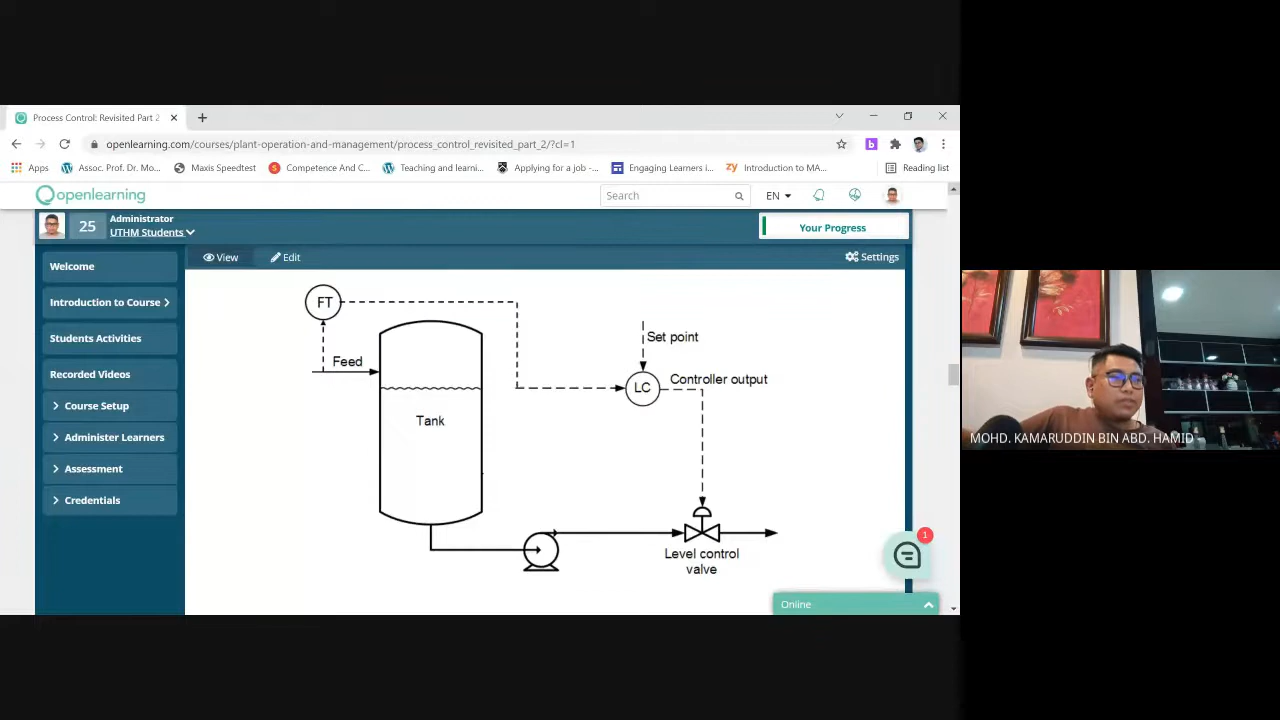 Process Control: Revisited Part 2
openlearning.com/courses/plant-operation-and-management/process_control_revisited_part_2/?cl=1
Apps
Assoc. Prof. Dr. Mo...
Maxis Speedtest
Competence And C...
Teaching and learni...
Applying for a job -...
Engaging Learners i...
Introduction to MA...
Reading list
openlearning
Search
EN
25
Administrator
UTHM Students
Your Progress
Welcome
Introduction to Course
Students Activities
Recorded Videos
Course Setup
Administer Learners
Assessment
Credentials
View
Edit
Settings
FT
Feed
Tank
Set point
LC
Controller output
Level control
valve
1
Online
MOHD. KAMARUDDIN BIN ABD. HAMID -